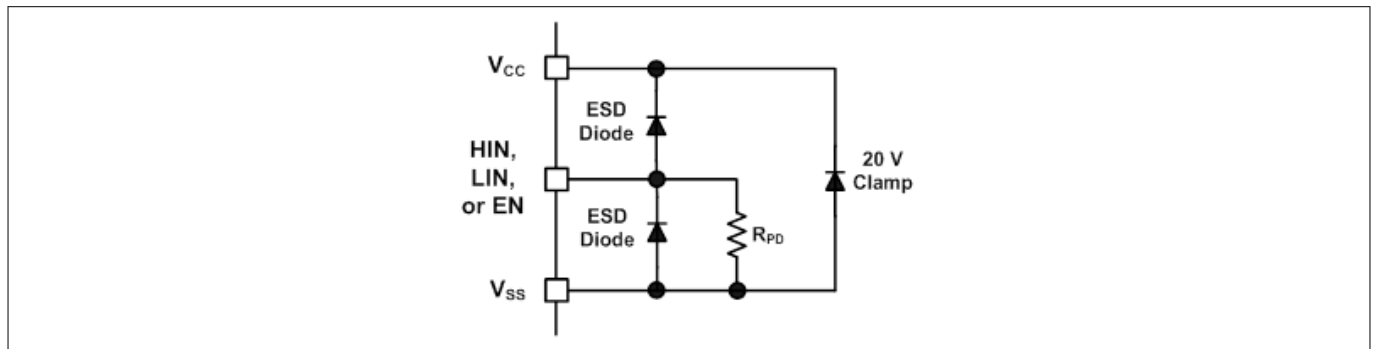 VCC
ESD
Diode
HIN,
LIN,
or EN
20 V
Clamp
ESD
Diode
RPD
VSS